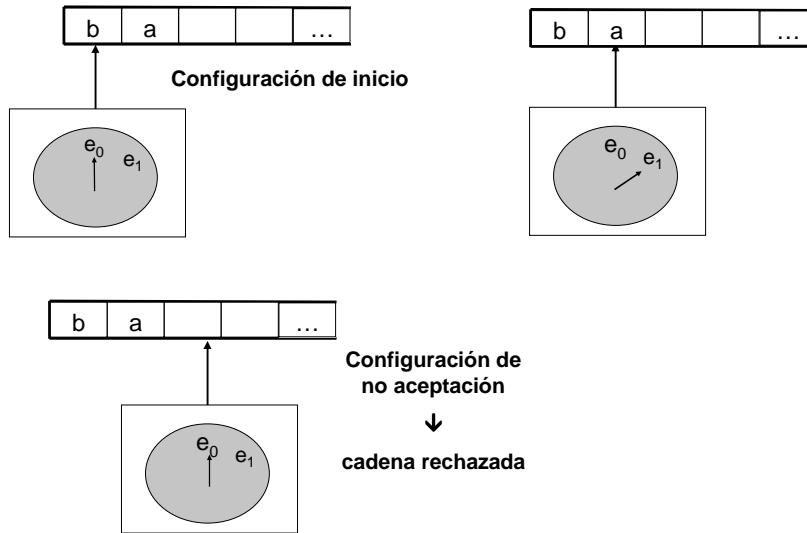 b a …
b a …
Configuración de inicio
e0 e1
e0 e1
b a …
Configuración de
no aceptación
↓
cadena rechazada
e0 e1